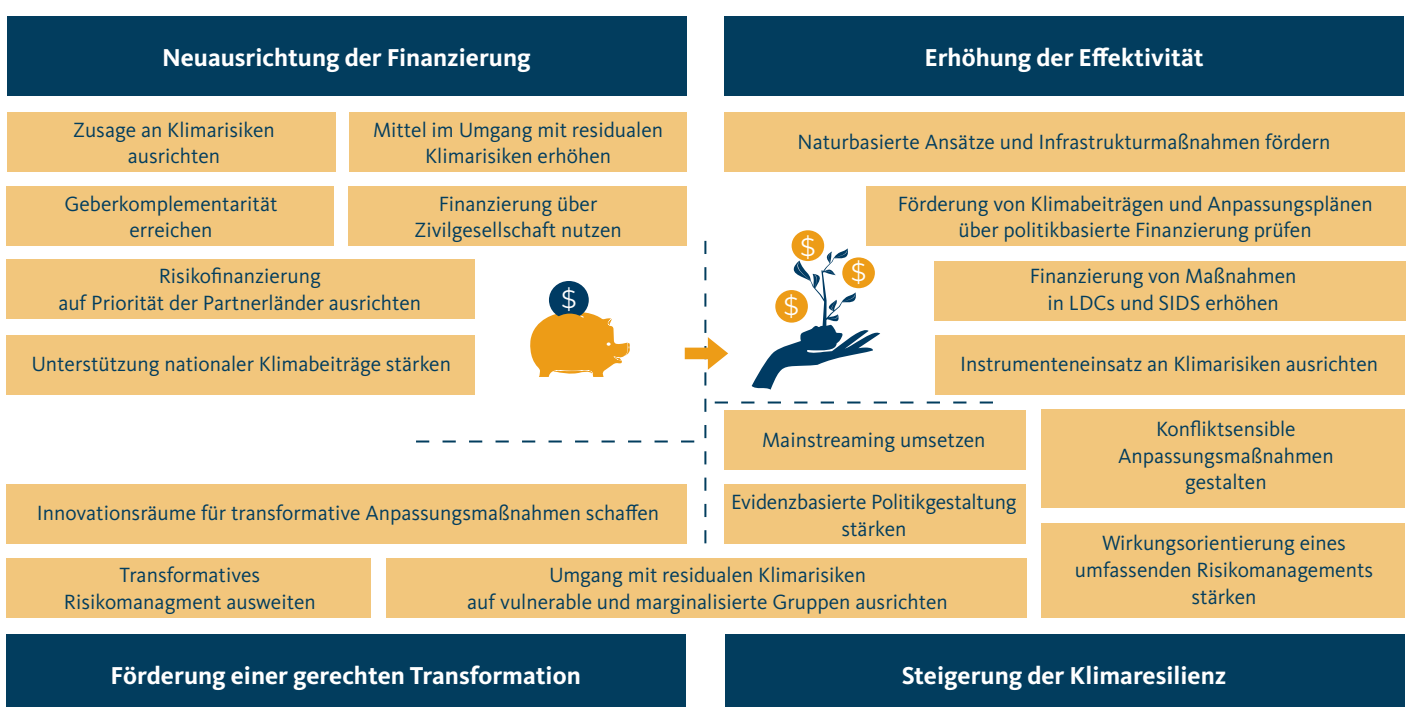 Neuausrichtung der Finanzierung
Zusage an Klimarisiken
ausrichten
Mittel im Umgang mit residualen
Klimarisiken erhöhen
Geberkomplementarität
erreichen
Finanzierung über
Zivilgesellschaft nutzen
Risikofinanzierung
auf Priorität der Partnerländer ausrichten
Unterstützung nationaler Klimabeiträge stärken
$
Erhöhung der Effektivität
Naturbasierte Ansätze und Infrastrukturmaßnahmen fördern
Förderung von Klimabeiträgen und Anpassungsplänen
über politikbasierte Finanzierung prüfen
$
$
$
Finanzierung von Maßnahmen
in LDCs und SIDS erhöhen
Instrumenteneinsatz an Klimarisiken ausrichten
Innovationsräume für transformative Anpassungsmaßnahmen schaffen
Transformatives
Risikomanagment ausweiten
Umgang mit residualen Klimarisiken
auf vulnerable und marginalisierte Gruppen ausrichten
Förderung einer gerechten Transformation
Mainstreaming umsetzen
Konfliktsensible
Anpassungsmaßnahmen
gestalten
Evidenzbasierte Politikgestaltung
stärken
Wirkungsorientierung eines
umfassenden Risikomanagements
stärken
Steigerung der Klimaresilienz